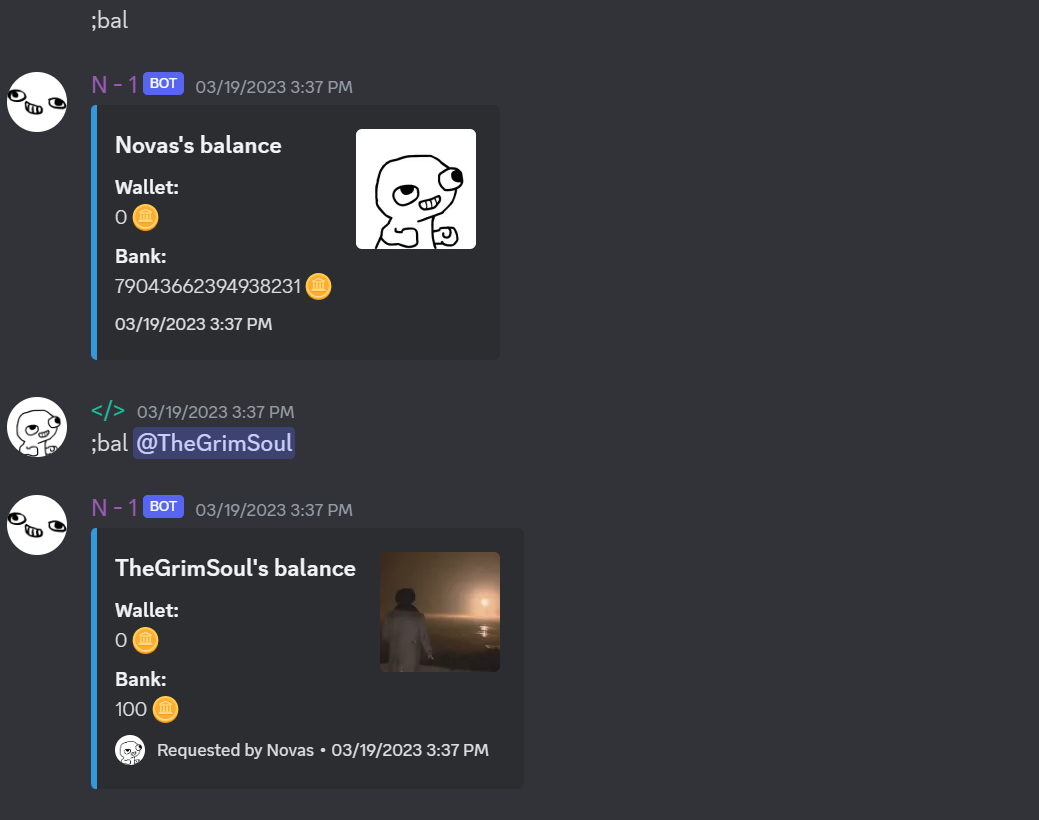 ;bal
N - 1 BOT 03/19/2023 3:37 PM
Novas's balance
Wallet:
0
Bank:
79043662394938231
03/19/2023 3:37 PM
</> 03/19/2023 3:37 PM
;bal @TheGrimSoul
N - 1 BOT 03/19/2023 3:37 PM
TheGrimSoul's balance
Wallet:
0
Bank:
100
Requested by Novas • 03/19/2023 3:37 PM